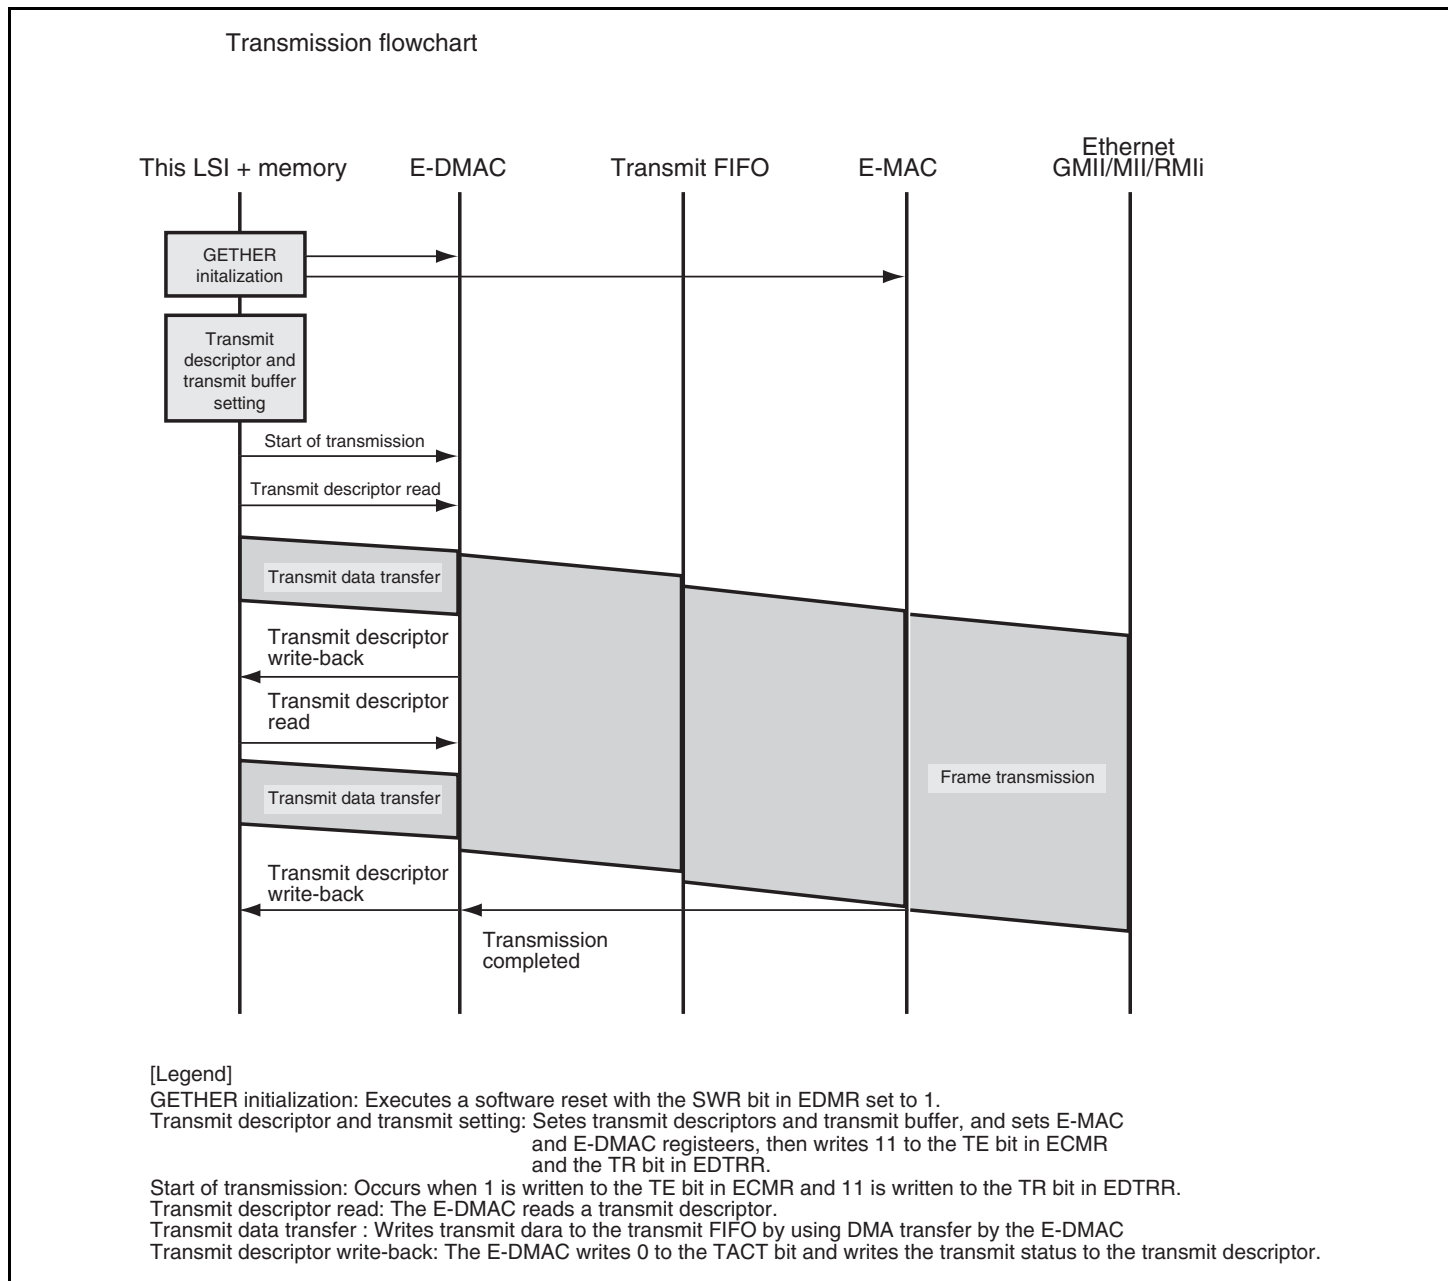 Transmission flowchart
This LSI + memory
E-DMAC
Transmit FIFO
E-MAC
Ethernet
GMII/MII/RMIi
GETHER
initalization
Transmit
descriptor and
transmit buffer
setting
Start of transmission
Transmit descriptor read
Transmit data transfer
Transmit descriptor
write-back
Transmit descriptor
read
Transmit data transfer
Frame transmission
Transmit descriptor
write-back
Transmission
completed
[Legend]
GETHER initialization: Executes a software reset with the SWR bit in EDMR set to 1.
Transmit descriptor and transmit setting: Setes transmit descriptors and transmit buffer, and sets E-MAC
and E-DMAC registeers, then writes 11 to the TE bit in ECMR
and the TR bit in EDTRR.
Start of transmission: Occurs when 1 is written to the TE bit in ECMR and 11 is written to the TR bit in EDTRR.
Transmit descriptor read: The E-DMAC reads a transmit descriptor.
Transmit data transfer : Writes transmit dara to the transmit FIFO by using DMA transfer by the E-DMAC
Transmit descriptor write-back: The E-DMAC writes 0 to the TACT bit and writes the transmit status to the transmit descriptor.